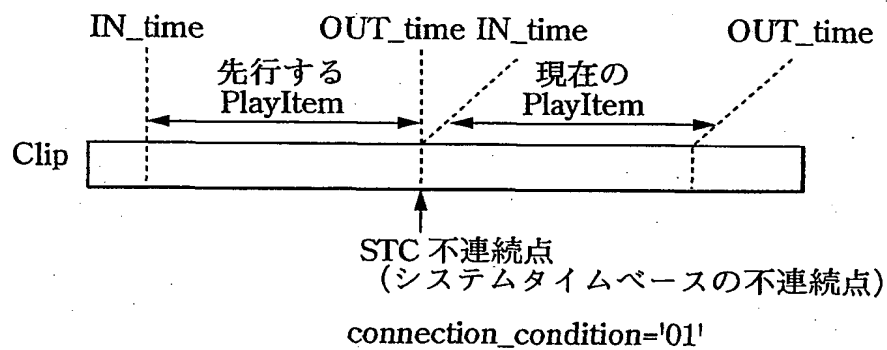 IN_time OUT_time IN_time OUT_time
先行する 現在の
PlayItem PlayItem
Clip
STC 不連続点
(システムタイムベースの不連続点)
connection_condition='01'